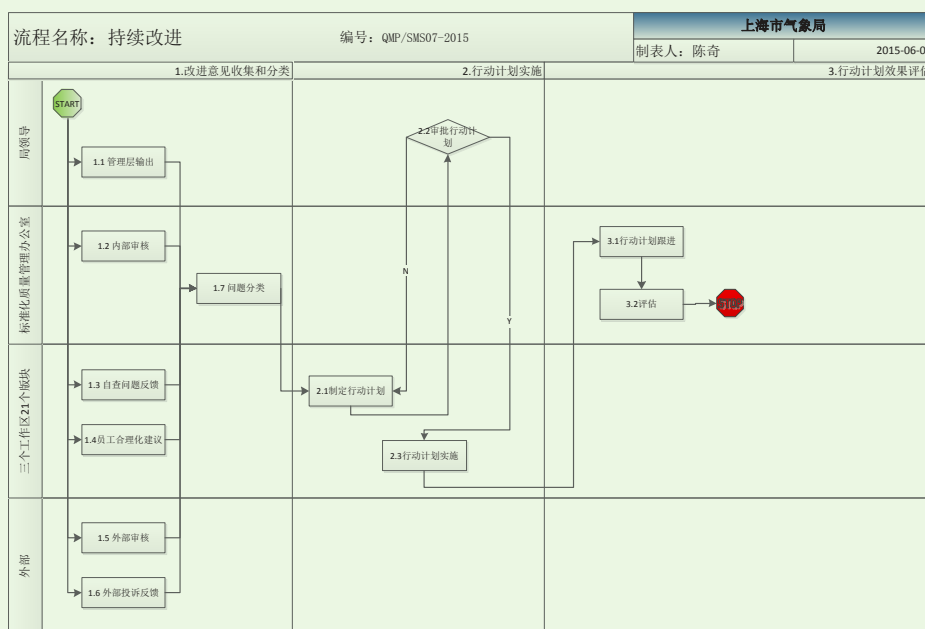 流程名称: 持续改进
编号: QMP/SMS07-2015
上海市气象局
制表人: 陈奇
2015-06-0
1.改进意见收集和分类
2.行动计划实施
3.行动计划效果评估
局领导
START
1.1 管理层输出
2.2审批行动计
划
标准化质量管理办公室
1.2 内部审核
1.7 问题分类
N
Y
3.1行动计划跟进
3.2评估
STOP
三个工作区21个版块
1.3 自查问题反馈
1.4员工合理化建议
2.1制定行动计划
2.3行动计划实施
外部
1.5 外部审核
1.6 外部投诉反馈